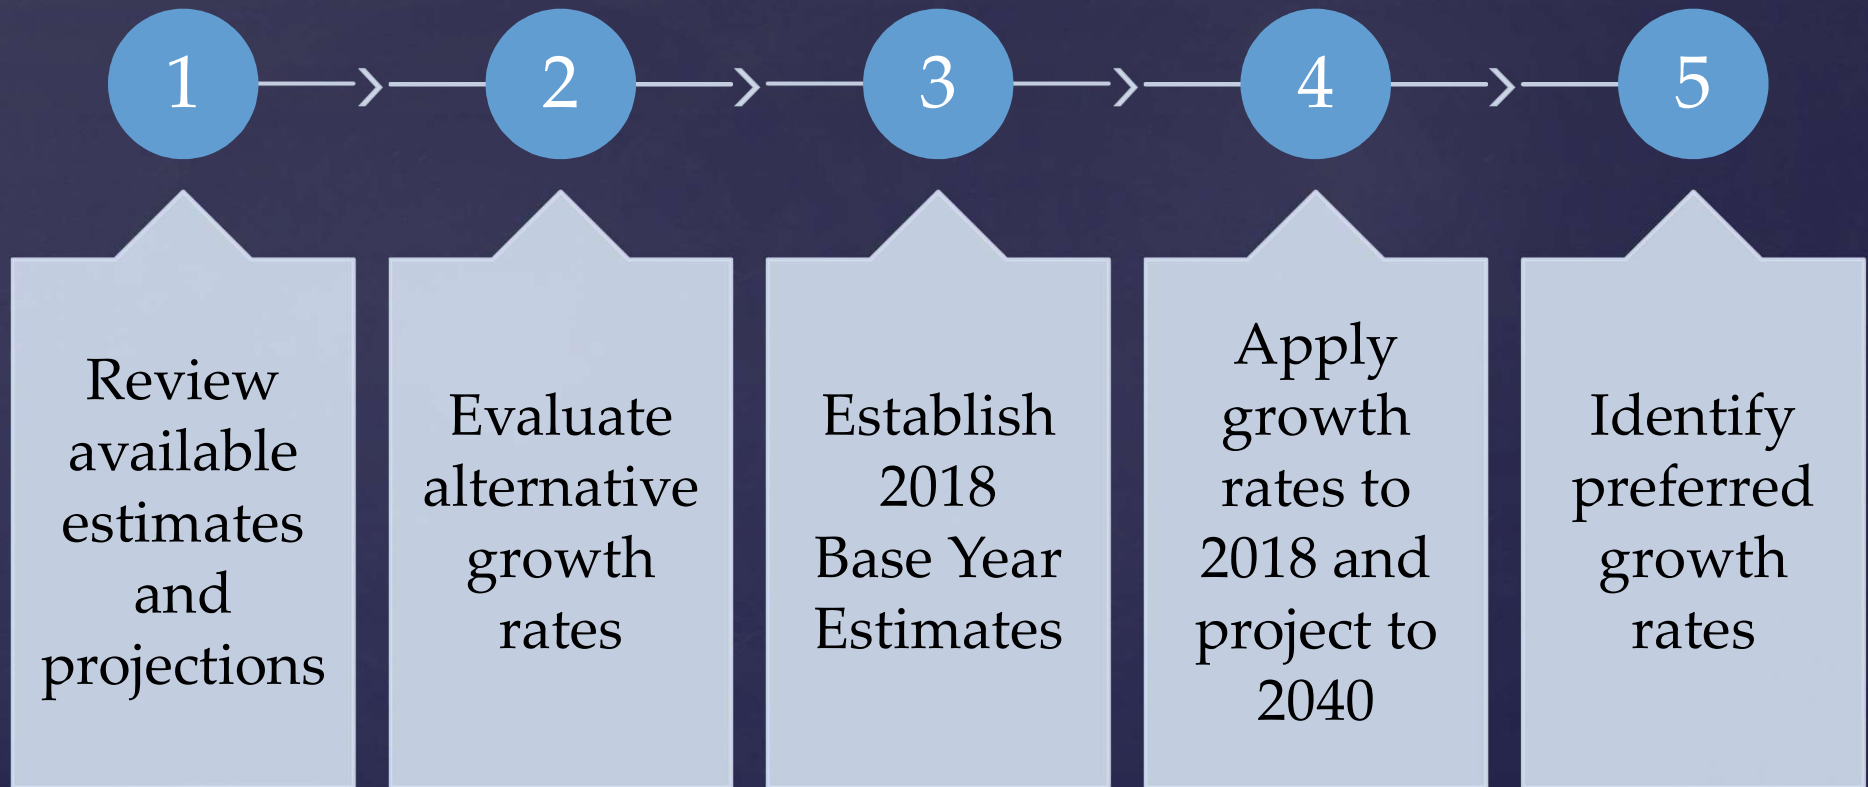 1
2
3
4
5
Review
available
estimates
and
projections
Evaluate
alternative
growth
rates
Establish
2018
Base Year
Estimates
Apply
growth
rates to
2018 and
project to
2040
Identify
preferred
growth
rates